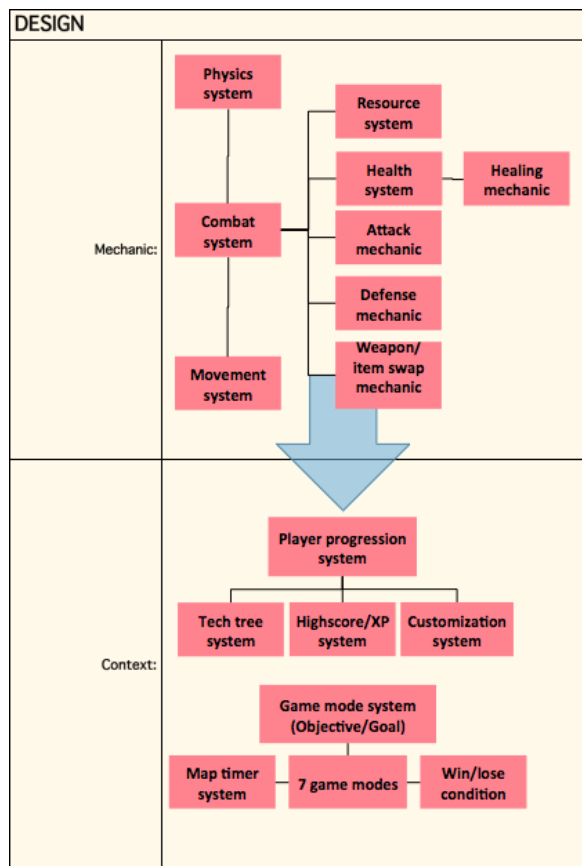 DESIGN
Mechanic:
Physics
system
Combat
system
Movement
system
Resource
system
Health
system
Healing
mechanic
Attack
mechanic
Defense
mechanic
Weapon/
item swap
mechanic
Context:
Player progression
system
Tech tree
system
Highscore/XP
system
Customization
system
Game mode system
(Objective/Goal)
Map timer
system
7 game modes
Win/lose
condition